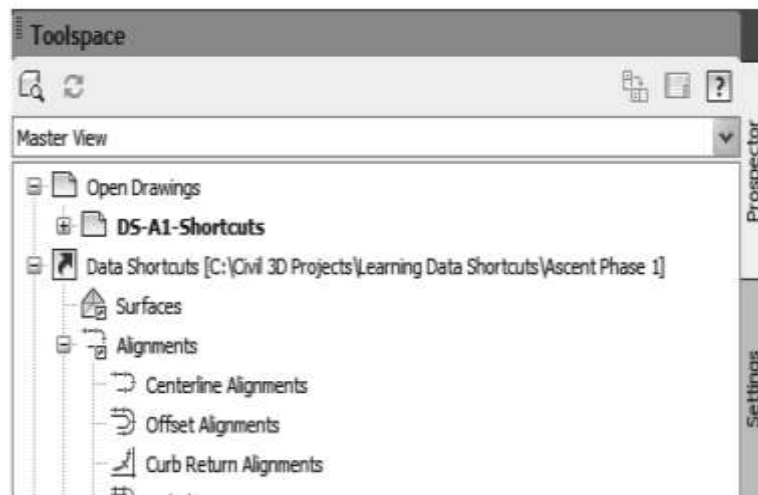 Toolspace
?
Master View
Open Drawings
DS-A1-Shortcuts
Data Shortcuts [C:\Civil 3D Projects\Learning Data Shortcuts\Ascent Phase 1]
Surfaces
Alignments
Centerline Alignments
Offset Alignments
Curb Return Alignments
Prospector
Settings